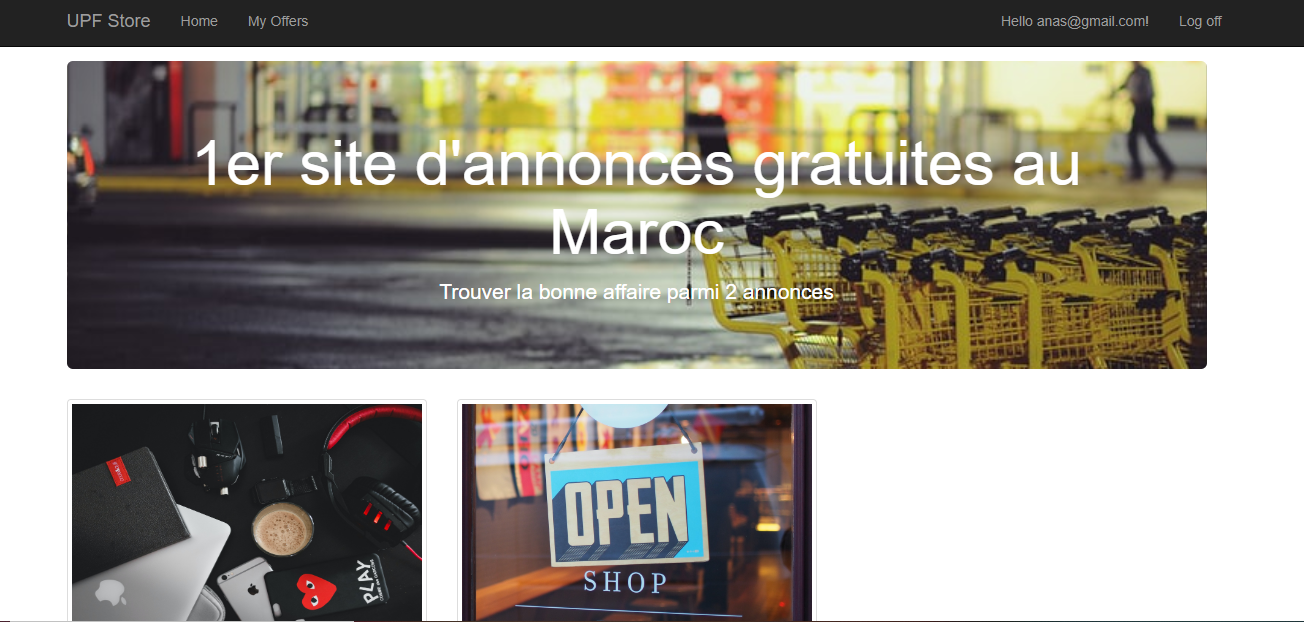 UPF Store
Home
My Offers
Hello anas@gmail.com!
Log off
1er site d'annonces gratuites au
Maroc
Trouver la bonne affaire parmi 2 annonces
PLAY
OPEN
SHOP